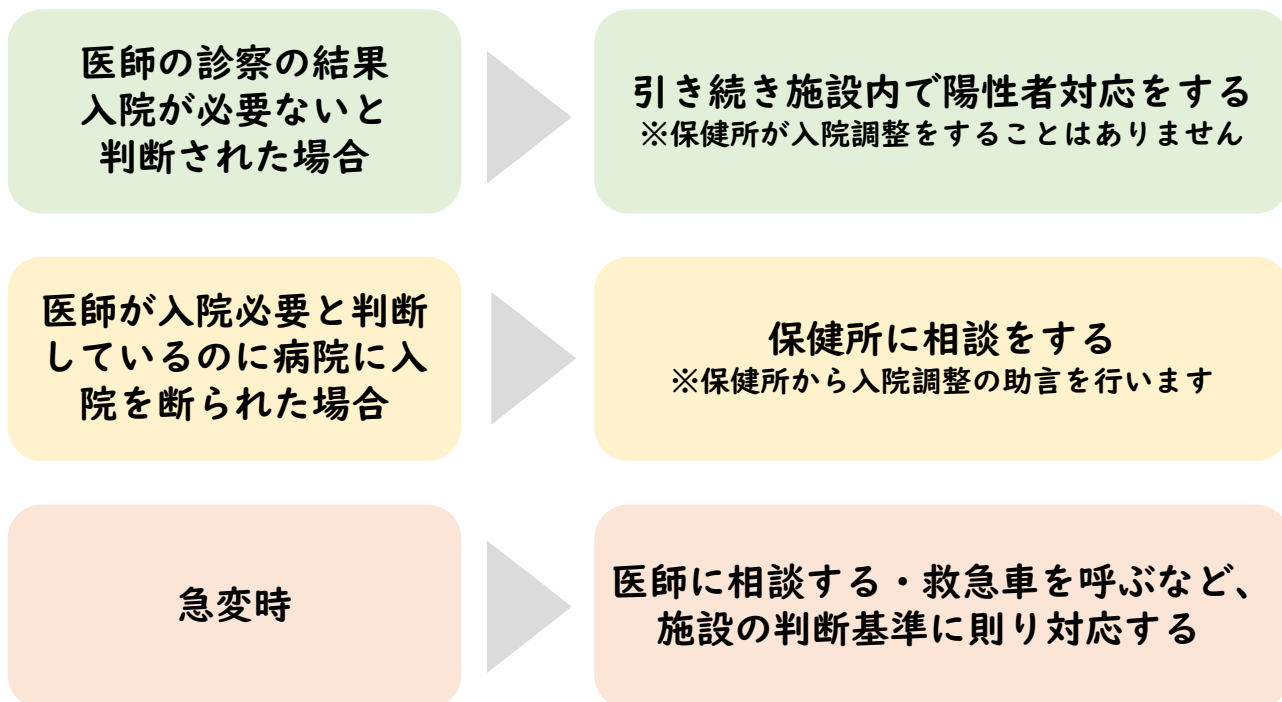 医師の診察の結果
入院が必要ないと
判断された場合
引き続き施設内で陽性者対応をする
※保健所が入院調整をすることはありません
医師が入院必要と判断
しているのに病院に入
院を断られた場合
保健所に相談をする
※保健所から入院調整の助言を行います
急変時
医師に相談する・救急車を呼ぶなど、
施設の判断基準に則り対応する